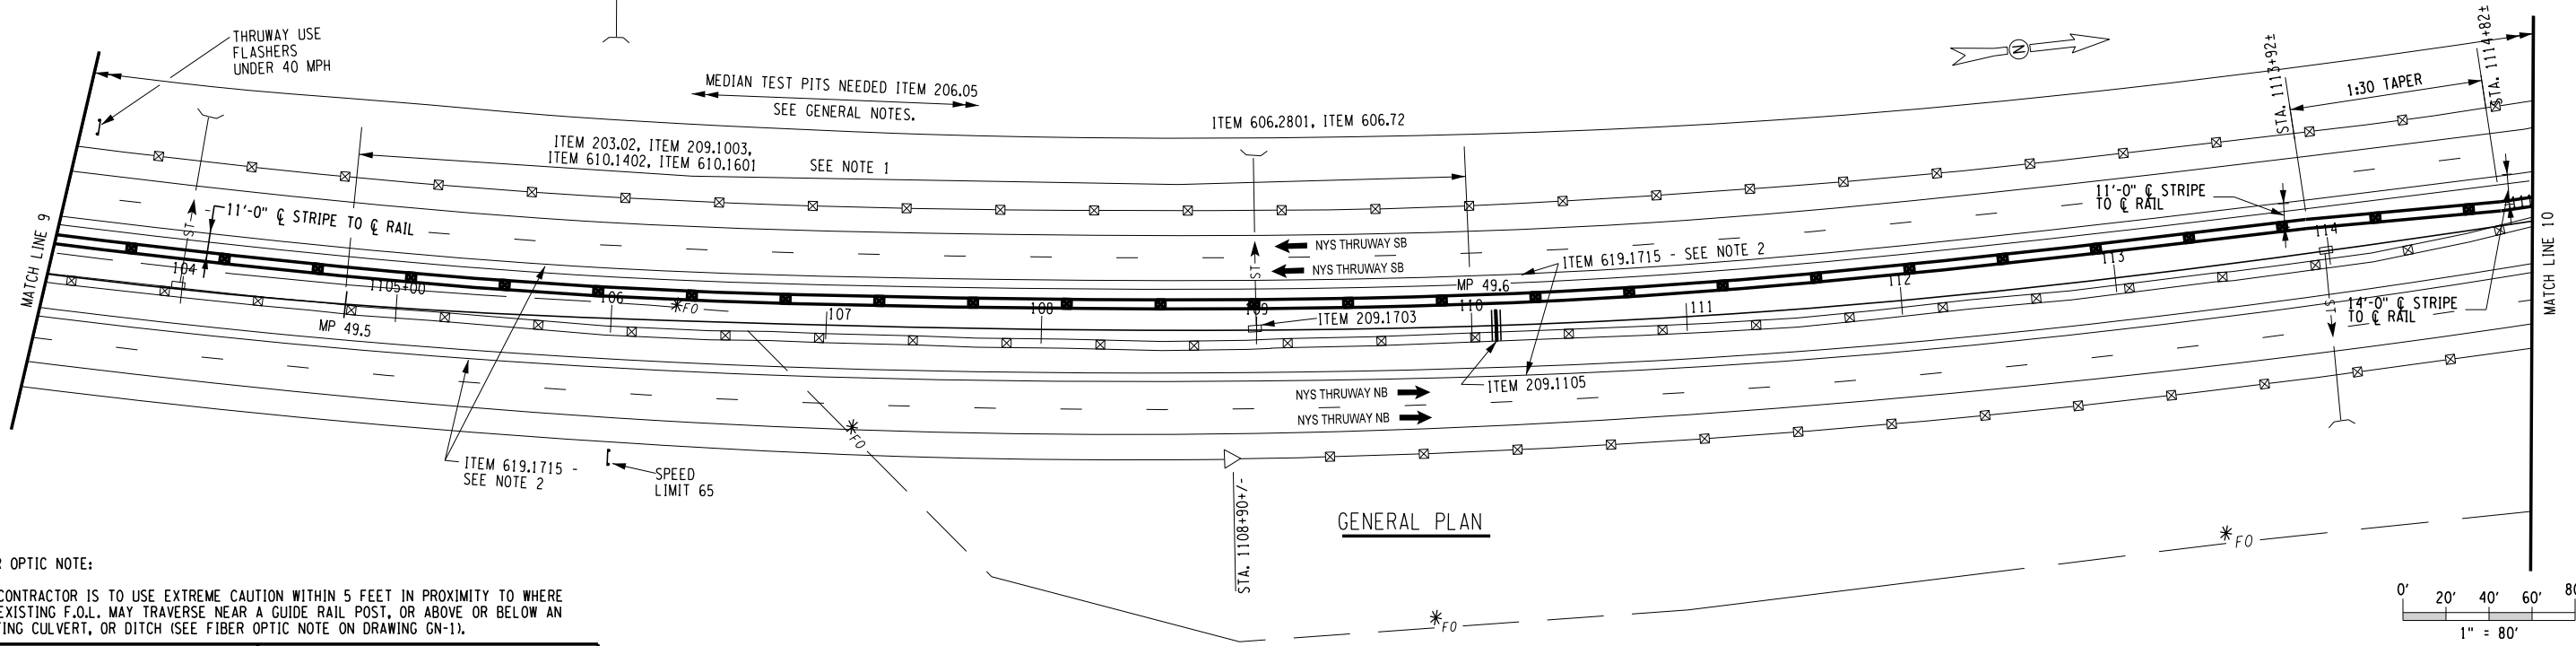 THRUWAY USE
FLASHERS
UNDER 40 MPH
MEDIAN TEST PITS NEEDED ITEM 206.05
SEE GENERAL NOTES.
ITEM 606.2801, ITEM 606.72
N
STA. 1113+92±
1:30 TAPER
STA. 1114+82±
ITEM 203.02, ITEM 209.1003,
ITEM 610.1402, ITEM 610.1601
SEE NOTE 1
MATCH LINE 9
ST
11'-0" ℄ STRIPE TO ℄ RAIL
ST
NYS THRUWAY SB
NYS THRUWAY SB
ITEM 619.1715 - SEE NOTE 2
11'-0" ℄ STRIPE
TO ℄ RAIL
MATCH LINE 10
104
1105+00
106
FO
107
108
109
MP 49.6
110
111
112
113
114
MP 49.5
ITEM 209.1703
ST
14'-0" ℄ STRIPE
TO ℄ RAIL
ITEM 209.1105
NYS THRUWAY NB
NYS THRUWAY NB
FO
ITEM 619.1715 -
SEE NOTE 2
SPEED
LIMIT 65
STA. 1108+90+/-
GENERAL PLAN
FO
FO
OPTIC NOTE:
CONTRACTOR IS TO USE EXTREME CAUTION WITHIN 5 FEET IN PROXIMITY TO WHERE
EXISTING F.O.L. MAY TRAVERSE NEAR A GUIDE RAIL POST, OR ABOVE OR BELOW AN
TING CULVERT, OR DITCH (SEE FIBER OPTIC NOTE ON DRAWING GN-1).
0' 20' 40' 60'
1" = 80'